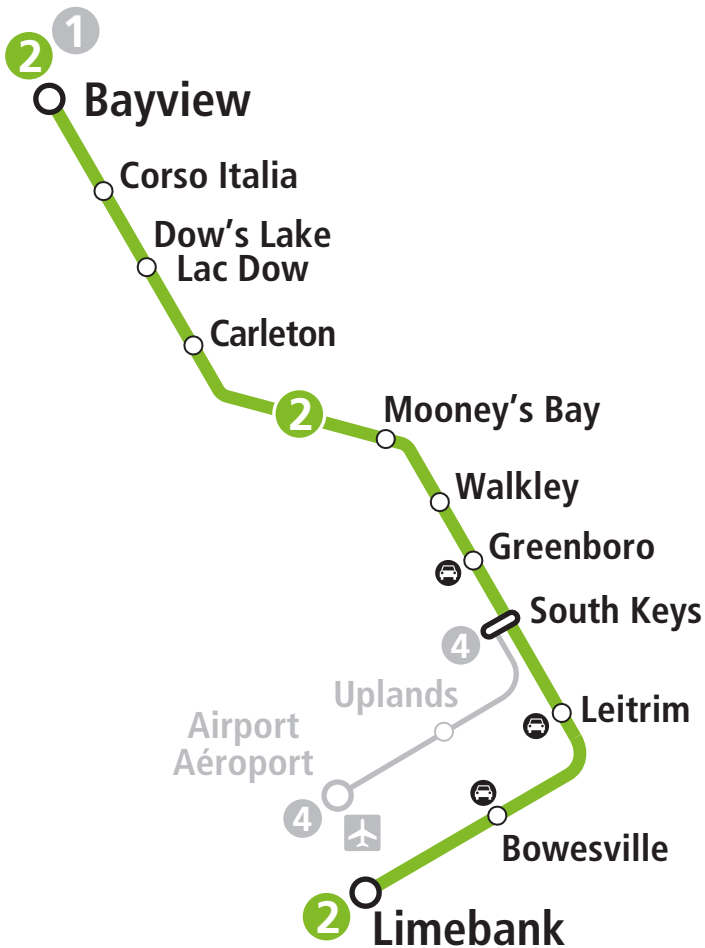 1
2
Bayview
Corso Italia
Dow's Lake
Lac Dow
Carleton
2
Mooney's Bay
Walkley
Greenboro
South Keys
4
Uplands
Leitrim
Airport
Aéroport
4
Bowesville
2
Limebank